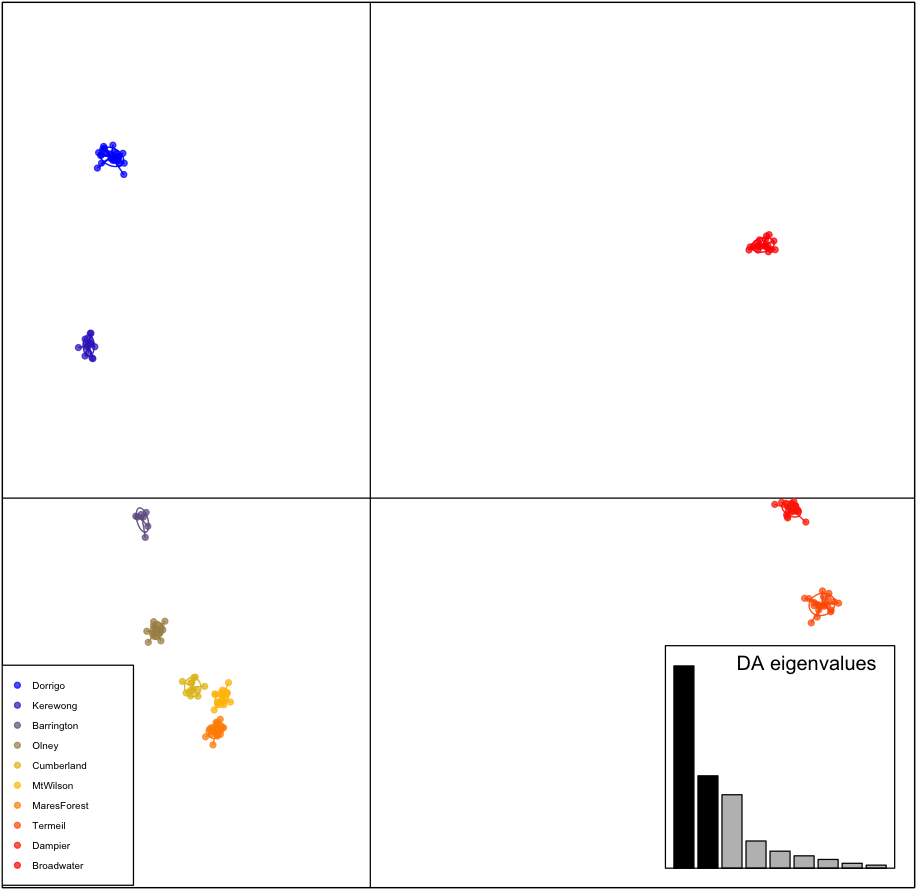 Dorrigo
Kerewong
Barrington
Olney
Cumberland
MtWilson
MaresForest
Termeil
Dampier
Broadwater
DA eigenvalues